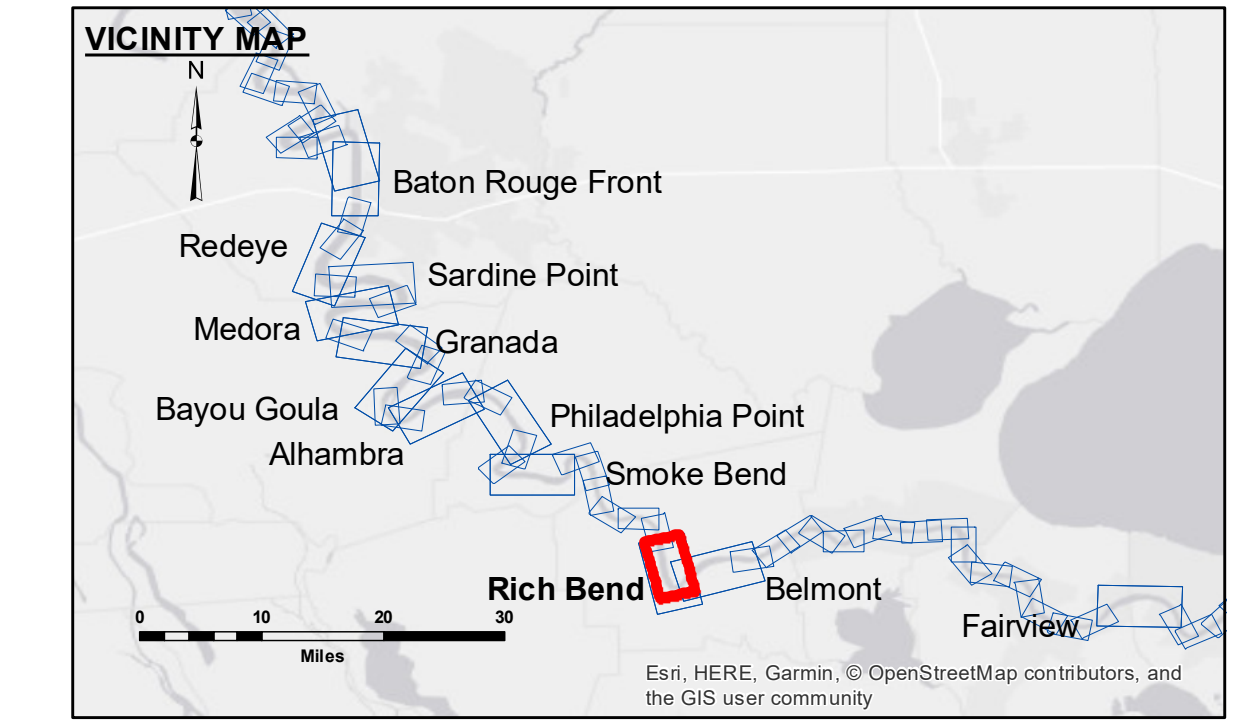 VICINITY MAP
N
Baton Rouge Front
Redeye
Sardine Point
Medora
Granada
Bayou Goula
Philadelphia Point
Alhambra
Smoke Bend
Rich Bend
Belmont
Fairview
0 10 20 30
Miles
Esri, HERE, Garmin, © OpenStreetMap contributors, and
the GIS user community